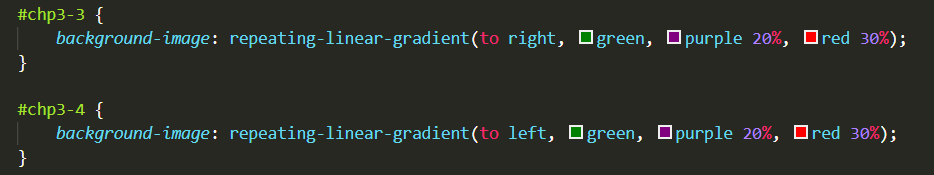 #chp3-3 {
background-image: repeating-linear-gradient(to right, green, purple 20%, red 30%);
}
#chp3-4 {
background-image: repeating-linear-gradient(to left, green, purple 20%, red 30%);
}